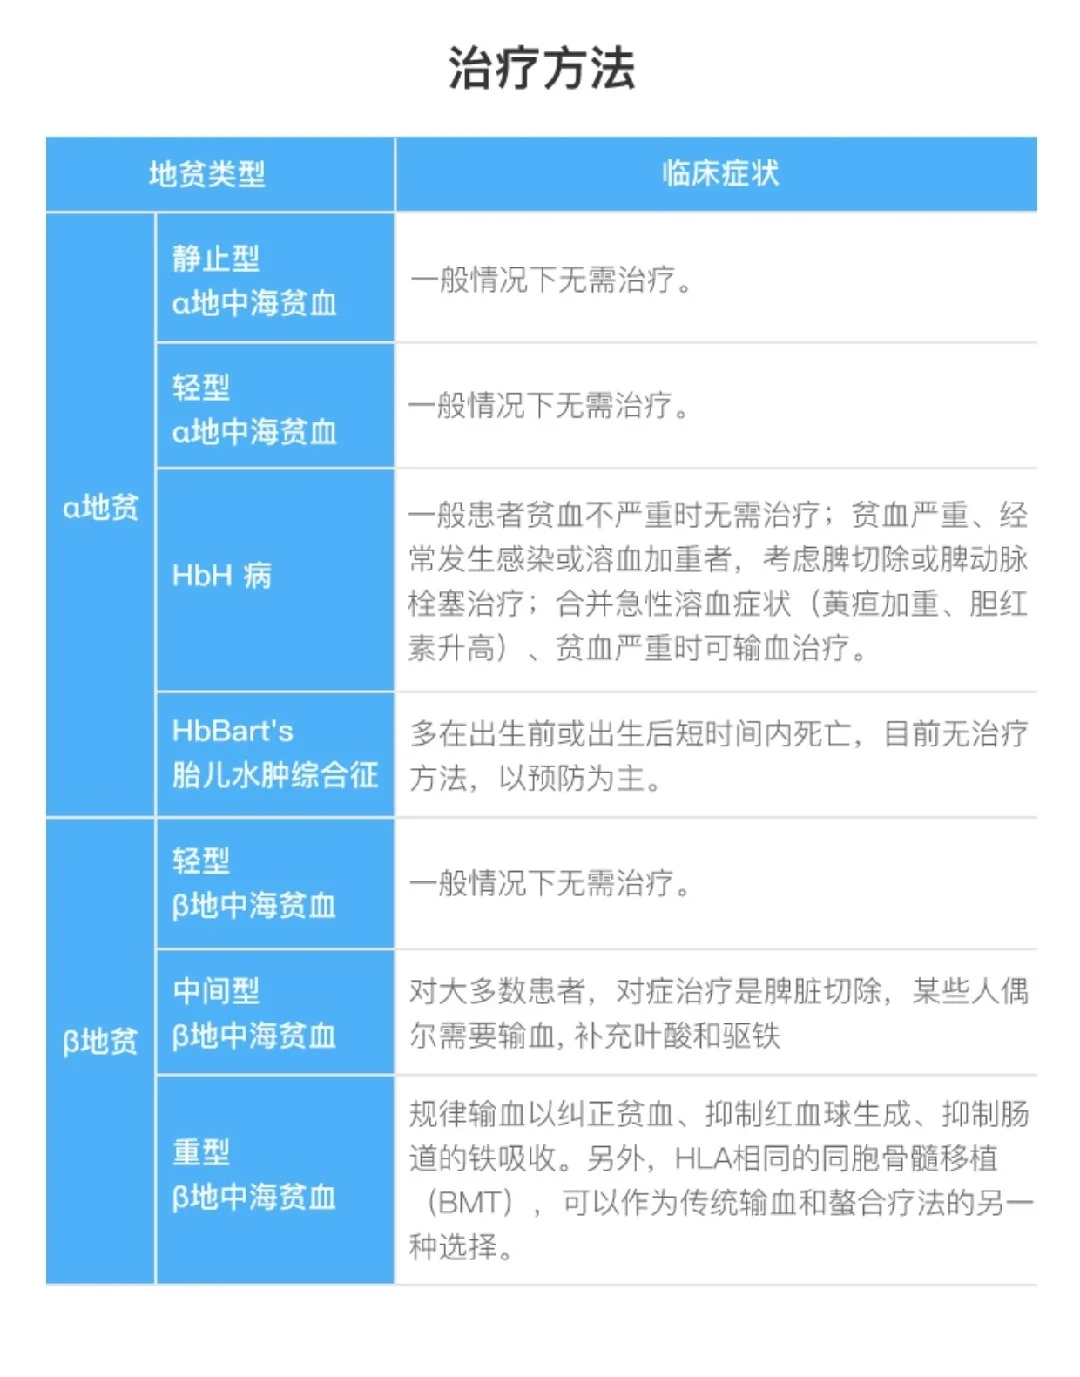 治疗方法
地贫类型
临床症状
α地贫
静止型
α地中海贫血
一般情况下无需治疗。
轻型
α地中海贫血
一般情况下无需治疗。
HbH 病
一般患者贫血不严重时无需治疗；贫血严重、经
常发生感染或溶血加重者，考虑脾切除或脾动脉
栓塞治疗；合并急性溶血症状（黄疸加重、胆红
素升高）、贫血严重时可输血治疗。
HbBart's
胎儿水肿综合征
多在出生前或出生后短时间内死亡，目前无治疗
方法，以预防为主。
β地贫
轻型
β地中海贫血
一般情况下无需治疗。
中间型
β地中海贫血
对大多数患者，对症治疗是脾脏切除，某些人偶
尔需要输血, 补充叶酸和驱铁
重型
β地中海贫血
规律输血以纠正贫血、抑制红血球生成、抑制肠
道的铁吸收。另外，HLA相同的同胞骨髓移植
（BMT），可以作为传统输血和螯合疗法的另一
种选择。